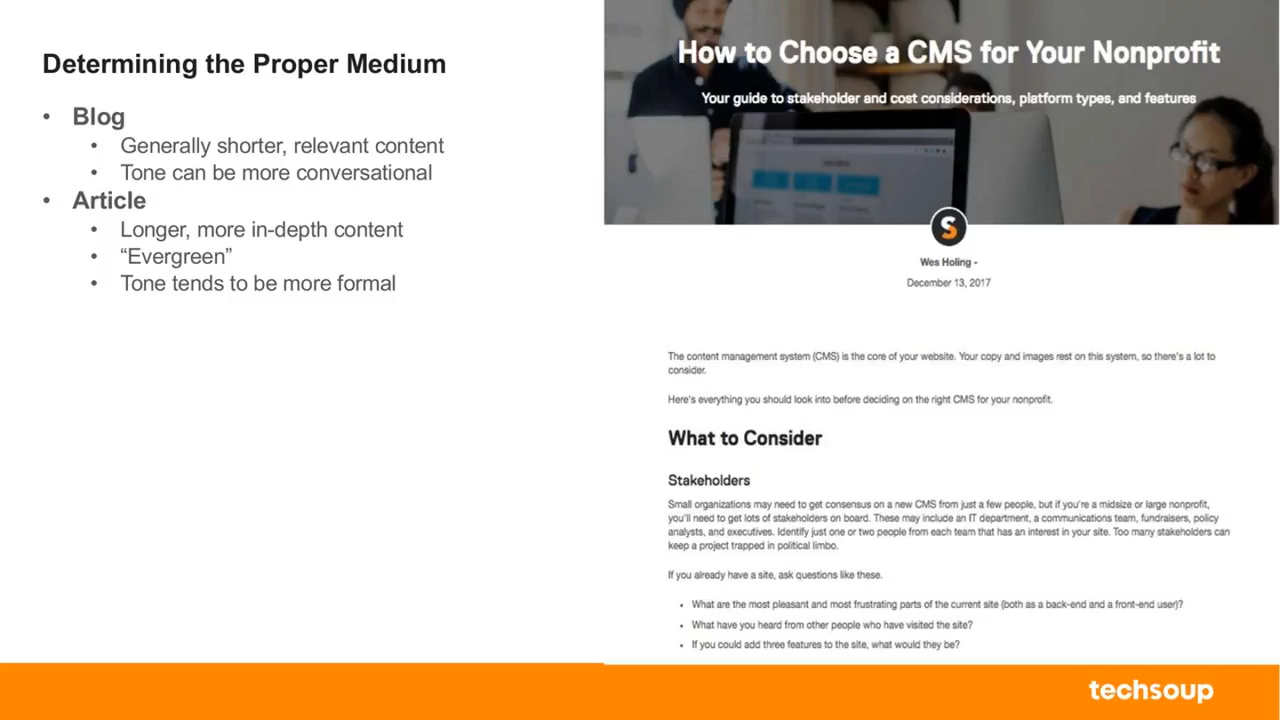 Determining the Proper Medium
• Blog
• Generally shorter, relevant content
• Tone can be more conversational
• Article
• Longer, more in-depth content
• “Evergreen”
• Tone tends to be more formal
How to Choose a CMS for Your Nonprofit
Your guide to stakeholder and cost considerations, platform types, and features
S
Wes Holing -
December 13, 2017
The content management system (CMS) is the core of your website. Your copy and images rest on this system, so there's a lot to
consider.
Here's everything you should look into before deciding on the right CMS for your nonprofit.
What to Consider
Stakeholders
Small organizations may need to get consensus on a new CMS from just a few people, but if you're a midsize or large nonprofit,
you'll need to get lots of stakeholders on board. These may include an IT department, a communications team, fundraisers, policy
analysts, and executives. Identify just one or two people from each team that has an interest in your site. Too many stakeholders can
keep a project trapped in political limbo.
If you already have a site, ask questions like these.
• What are the most pleasant and most frustrating parts of the current site (both as a back-end and a front-end user)?
• What have you heard from other people who have visited the site?
• If you could add three features to the site, what would they be?
techsoup